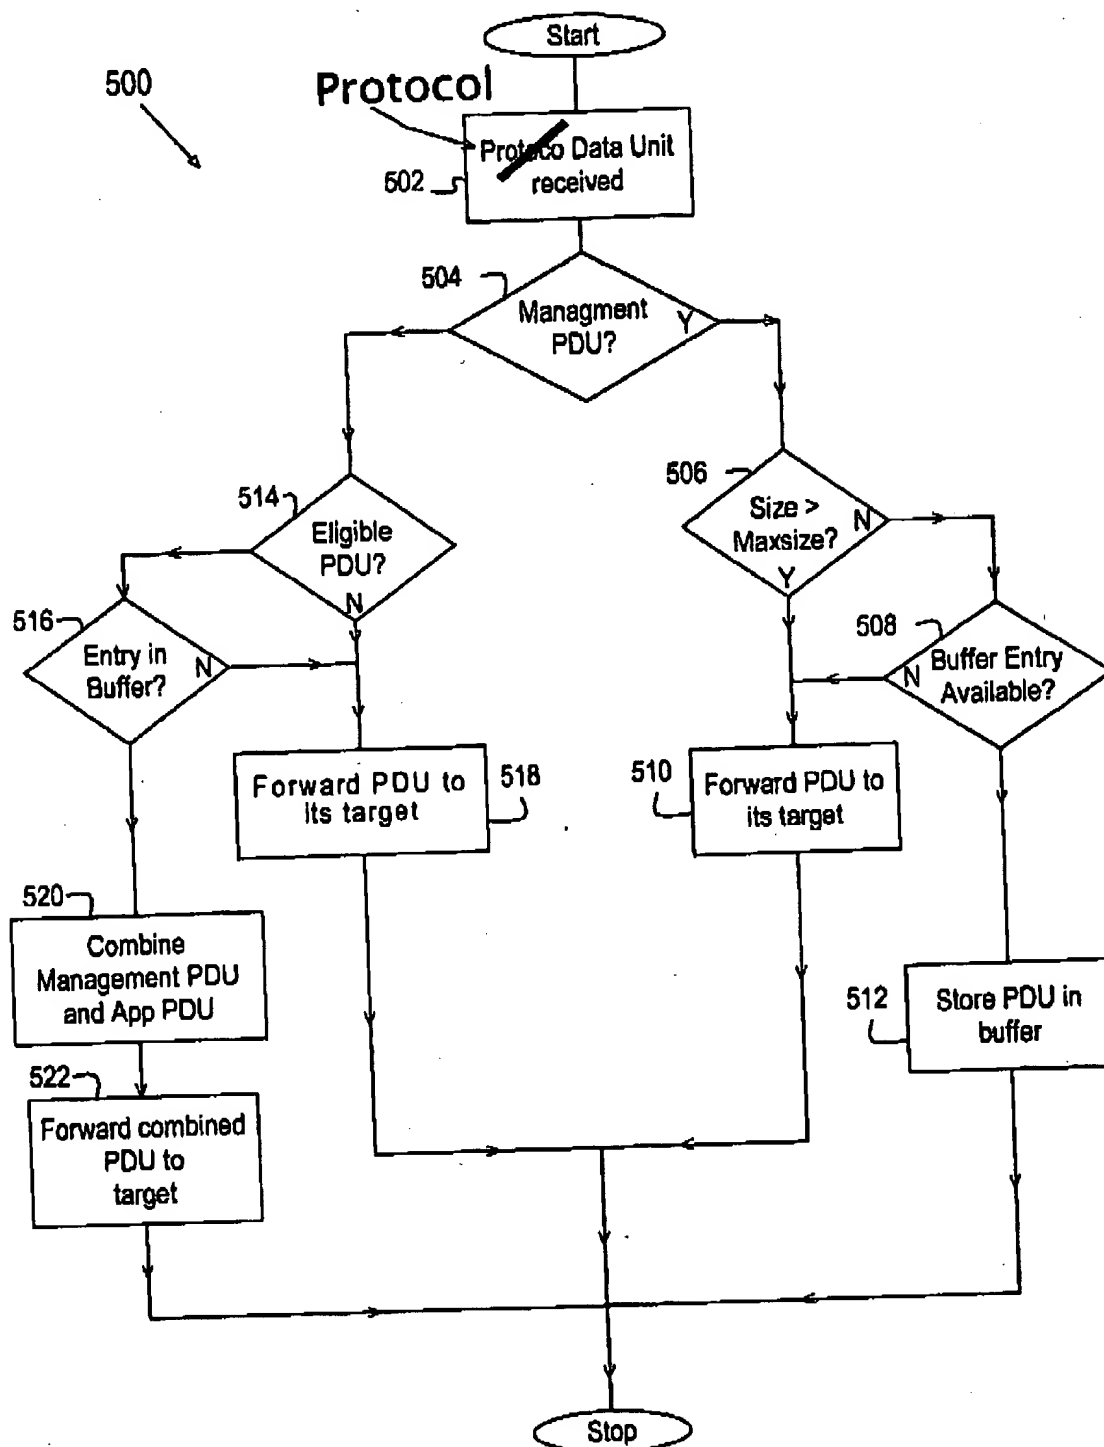 Start
500
Protocol
Protoco Data Unit
received
502
504
Managment
PDU?
Y
514
Eligible
PDU?
N
506
Size >
Maxsize?
N
Y
516
Entry in
Buffer?
N
508
Buffer Entry
Available?
N
Forward PDU to
its target
518
510
Forward PDU to
its target
520
Combine
Management PDU
and App PDU
512
Store PDU in
buffer
522
Forward combined
PDU to
target
Stop